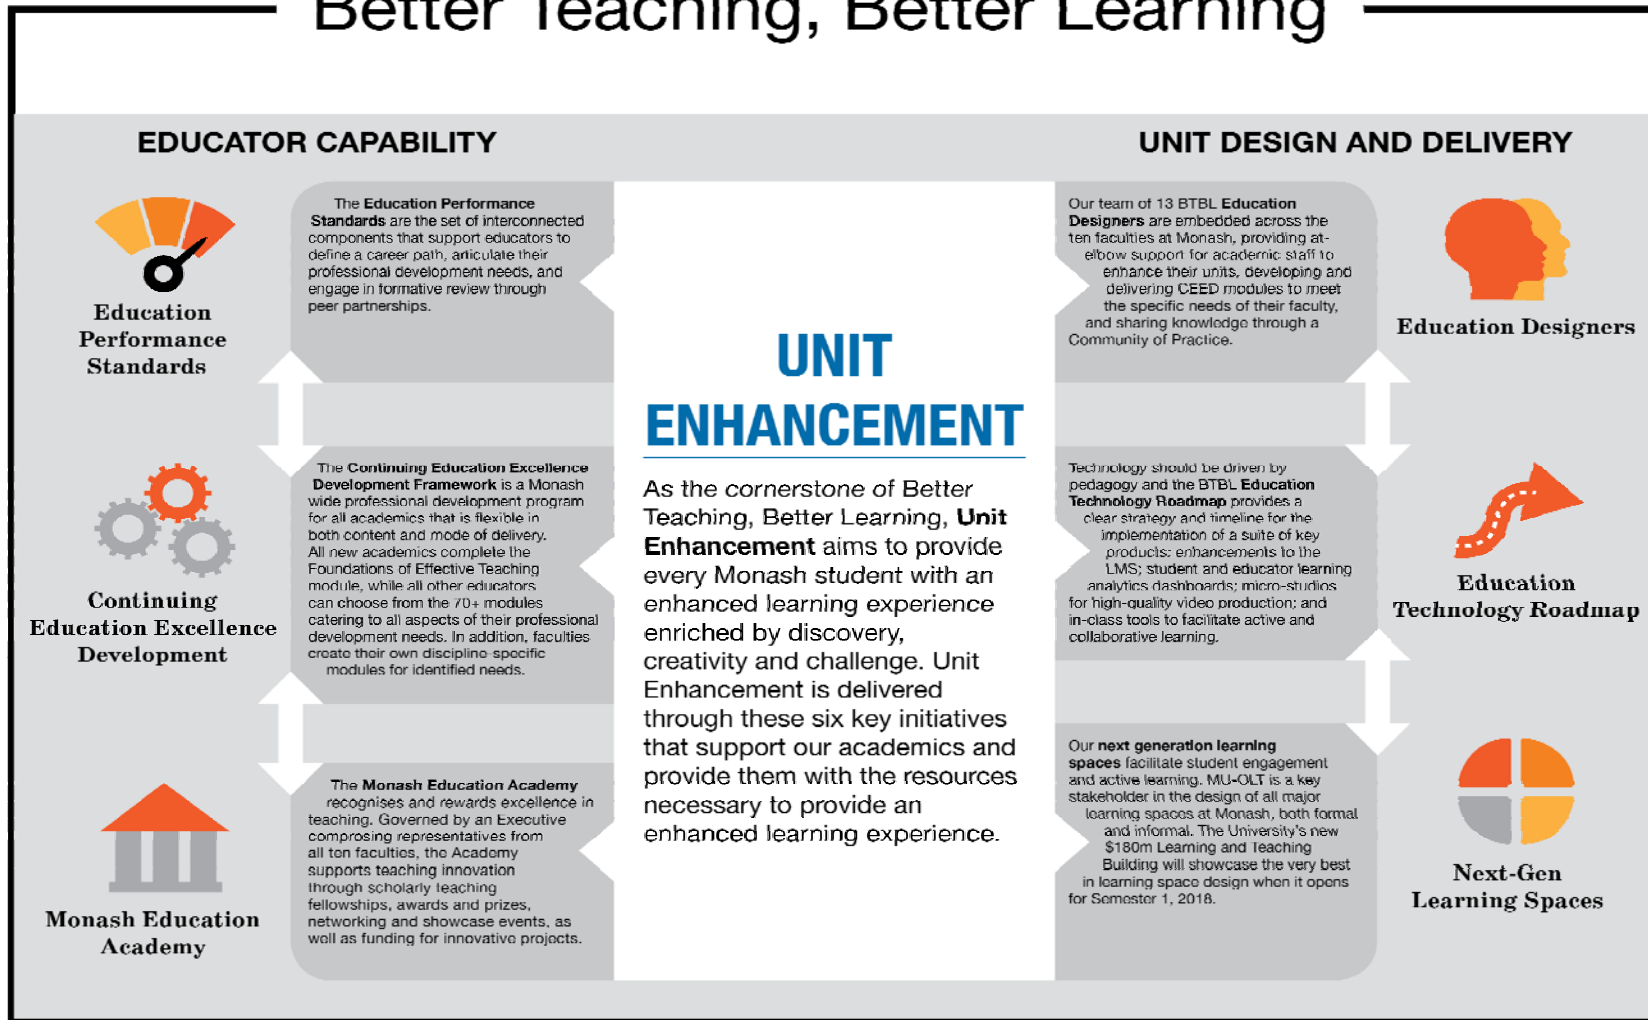 Better Teaching, Better Learning
EDUCATOR CAPABILITY
Education
Performance
Standards
The Education Performance
Standards are the set of interconnected
components that support educators to
define a career path, articulate their
professional development needs, and
engage in formative review through
peer partnerships.
Continuing
Education Excellence
Development
The Continuing Education Excellence
Development Framework is a Monash
wide professional development program
for all academics that is flexible in
both content and mode of delivery.
All new academics complete the
Foundations of Effective Teaching
module, while all other educators
can choose from the 70+ modules
catering to all aspects of their professional
development needs. In addition, faculties
create their own discipline-specific
modules for identified needs.
Monash Education
Academy
The Monash Education Academy
recognises and rewards excellence in
teaching. Governed by an Executive
comprosing representatives from
all ten faculties, the Academy
supports teaching innovation
through scholarly teaching
fellowships, awards and prizes,
networking and showcase events, as
well as funding for innovative projects.
UNIT
ENHANCEMENT
As the cornerstone of Better
Teaching, Better Learning, Unit
Enhancement aims to provide
every Monash student with an
enhanced learning experience
enriched by discovery,
creativity and challenge. Unit
Enhancement is delivered
through these six key initiatives
that support our academics and
provide them with the resources
necessary to provide an
enhanced learning experience.
UNIT DESIGN AND DELIVERY
Our team of 13 BTBL Education
Designers are embedded across the
ten faculties at Monash, providing at-
elbow support for academic staff to
enhance their units, developing and
delivering CEED modules to meet
the specific needs of their faculty,
and sharing knowledge through a
Community of Practice.
Education Designers
Technology should be driven by
pedagogy and the BTBL Education
Technology Roadmap provides a
clear strategy and timeline for the
implementation of a suite of key
products: enhancements to the
LMS; student and educator learning
analytics dashboards; micro-studios
for high-quality video production; and
in-class tools to facilitate active and
collaborative learning.
Education
Technology Roadmap
Our next generation learning
spaces facilitate student engagement
and active learning. MU-OLT is a key
stakeholder in the design of all major
learning spaces at Monash, both formal
and informal. The University's new
$180m Learning and Teaching
Building will showcase the very best
in learning space design when it opens
for Semester 1, 2018.
Next-Gen
Learning Spaces